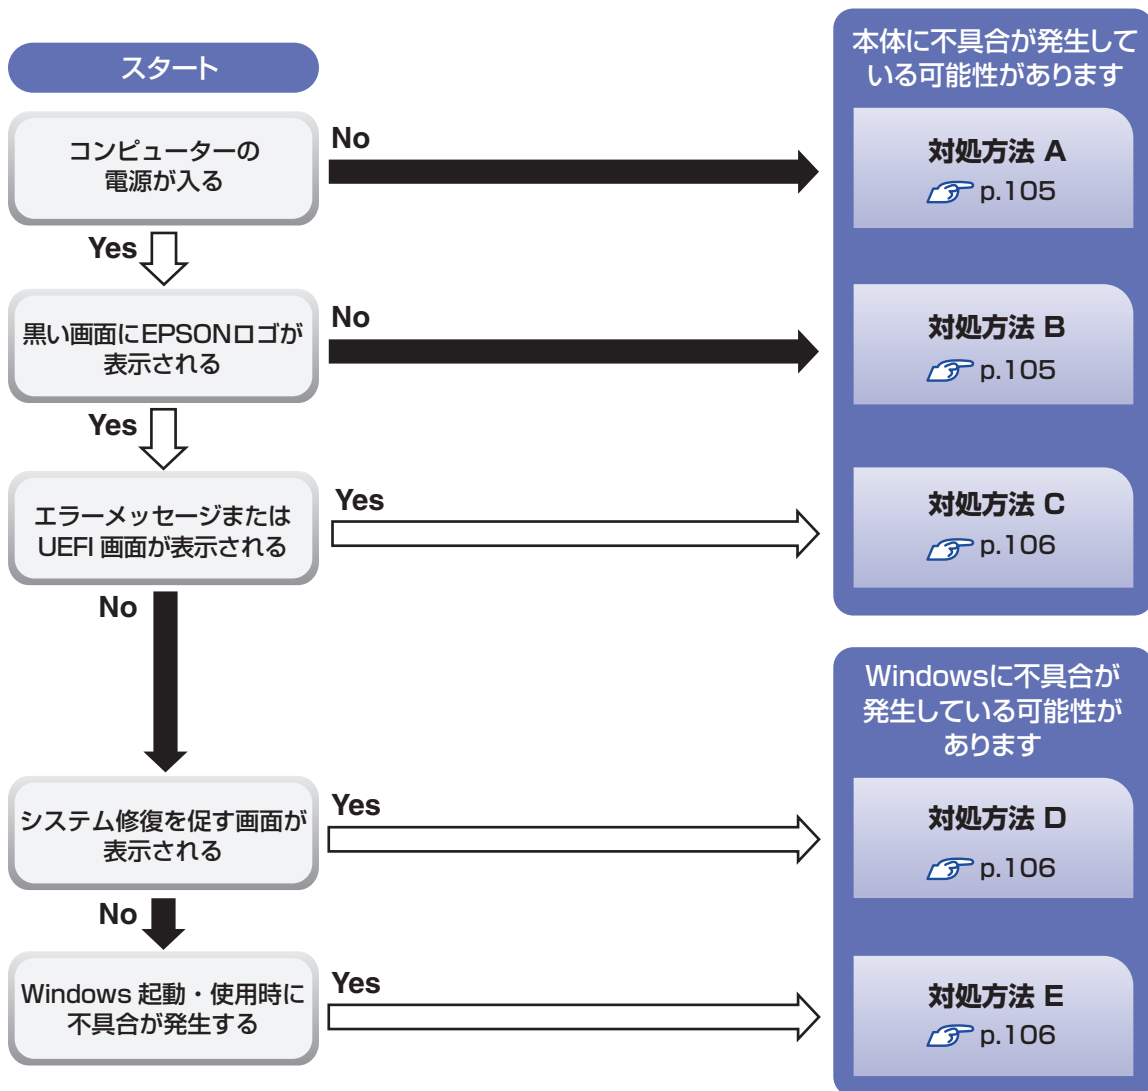 スタート
コンピューターの
電源が入る
No
Yes
黒い画面にEPSONロゴが
表示される
No
Yes
エラーメッセージまたは
UEFI 画面が表示される
Yes
No
システム修復を促す画面が
表示される
Yes
No
Windows 起動・使用時に
不具合が発生する
Yes
本体に不具合が発生して
いる可能性があります
対処方法 A
p.105
対処方法 B
p.105
対処方法 C
p.106
Windowsに不具合が
発生している可能性が
あります
対処方法 D
p.106
対処方法 E
p.106